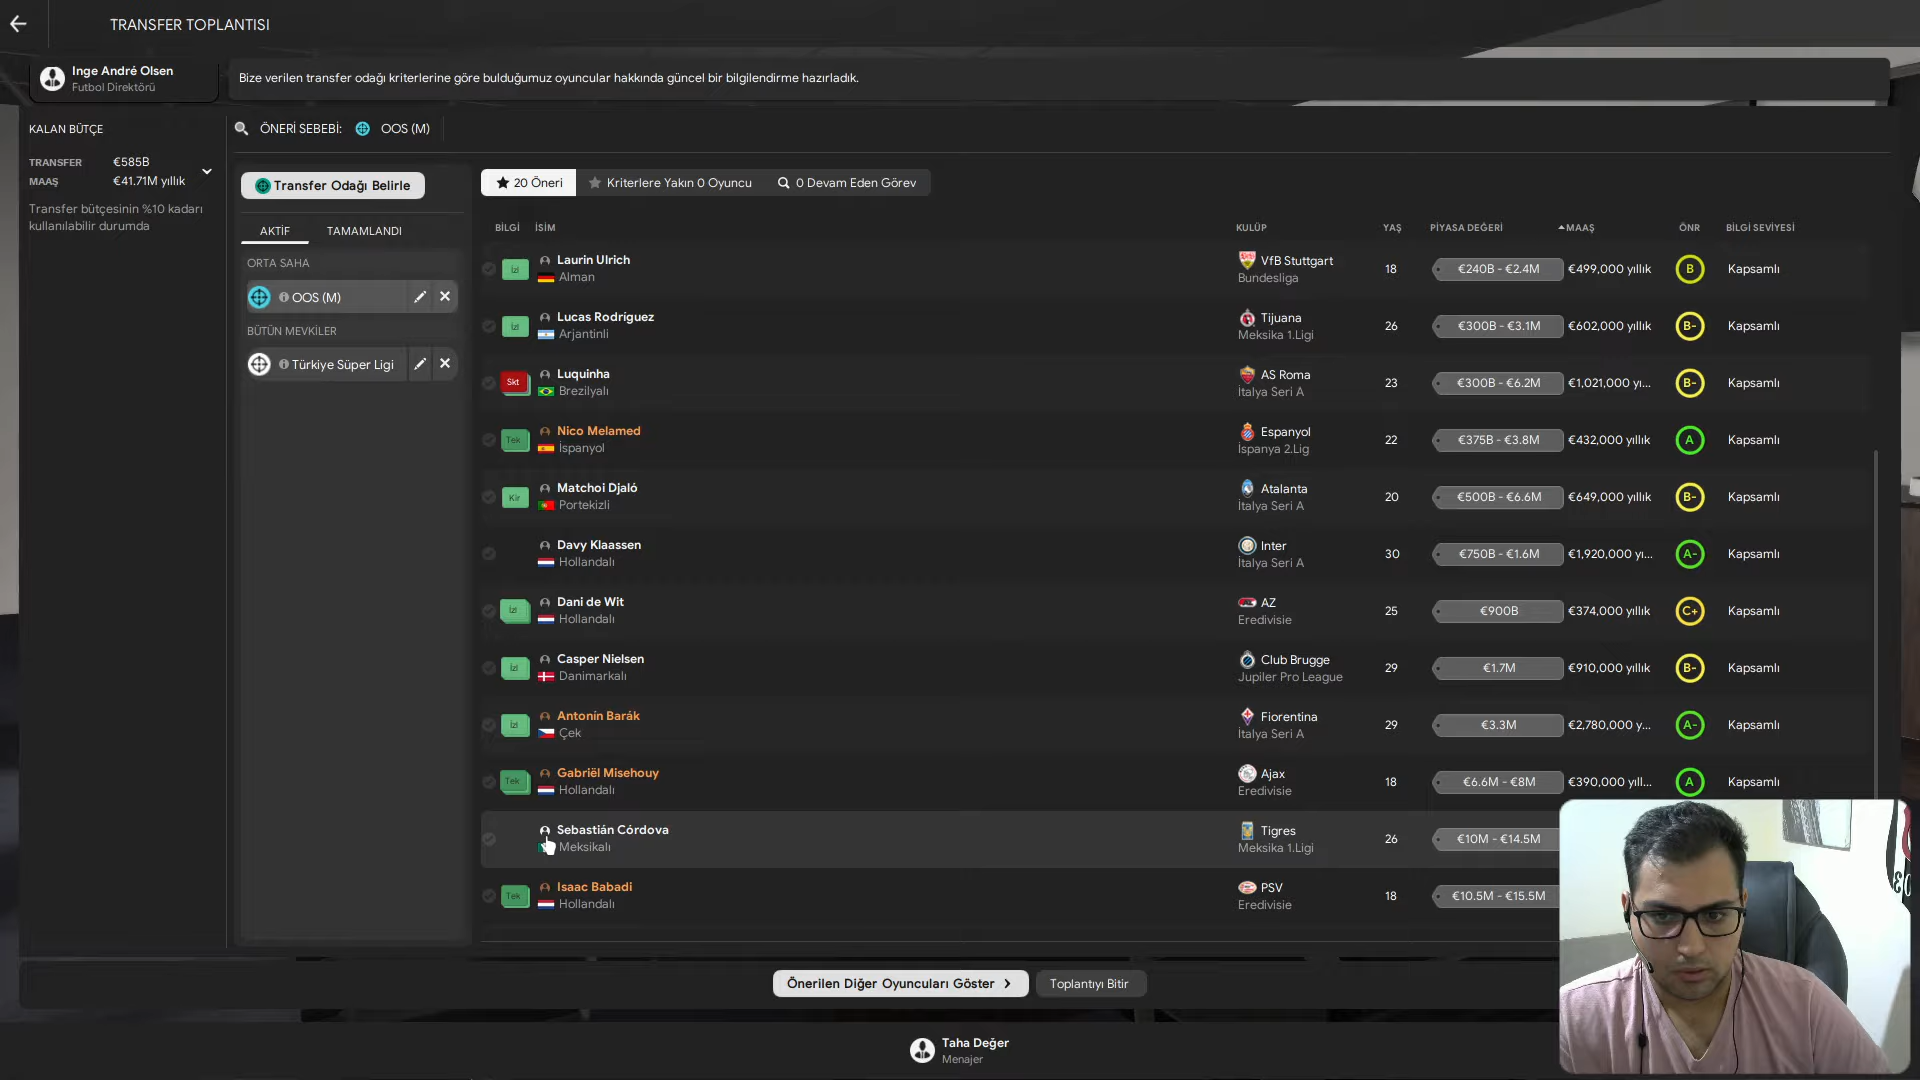 TRANSFER TOPLANTISI
Inge André Olsen
Futbol Direktörü
Bize verilen transfer odağı kriterlerine göre bulduğumuz oyuncular hakkında güncel bir bilgilendirme hazırladık.
KALAN BÜTÇE
TRANSFER €585B
MAAŞ €41.71M yıllık
Transfer bütçesinin %10 kadarı
kullanılabilir durumda
ÖNERİ SEBEBİ: OOS (M)
Transfer Odağı Belirle
AKTİF TAMAMLANDI
ORTA SAHA
OOS (M)
BÜTÜN MEVKİLER
Türkiye Süper Ligi
20 Öneri Kriterlere Yakın 0 Oyuncu 0 Devam Eden Görev
BİLGİ İSİM KULÜP YAŞ PİYASA DEĞERİ MAAŞ ÖNR BİLGİ SEVİYESİ
İzl Laurin Ulrich VfB Stuttgart 18 €240B - €2.4M €499,000 yıllık B Kapsamlı
Alman Bundesliga
İzl Lucas Rodríguez Tijuana 26 €300B - €3.1M €602,000 yıllık B- Kapsamlı
Arjantinli Meksika 1.Ligi
Skt Luquinha AS Roma 23 €300B - €6.2M €1,021,000 yı... B- Kapsamlı
Brezilyalı İtalya Seri A
Tek Nico Melamed Espanyol 22 €375B - €3.8M €432,000 yıllık A Kapsamlı
İspanyol İspanya 2.Lig
Kir Matchoi Djaló Atalanta 20 €500B - €6.6M €649,000 yıllık B- Kapsamlı
Portekizli İtalya Seri A
Davy Klaassen Inter 30 €750B - €1.6M €1,920,000 yı... A- Kapsamlı
Hollandalı İtalya Seri A
İzl Dani de Wit AZ 25 €900B €374,000 yıllık C+ Kapsamlı
Hollandalı Eredivisie
İzl Casper Nielsen Club Brugge 29 €1.7M €910,000 yıllık B- Kapsamlı
Danimarkalı Jupiler Pro League
İzl Antonín Barák Fiorentina 29 €3.3M €2,780,000 y... A- Kapsamlı
Çek İtalya Seri A
Tek Gabriël Misehouy Ajax 18 €6.6M - €8M €390,000 yıll... A Kapsamlı
Hollandalı Eredivisie
Sebastián Córdova Tigres 26 €10M - €14.5M
Meksikalı Meksika 1.Ligi
Tek Isaac Babadi PSV 18 €10.5M - €15.5M
Hollandalı Eredivisie
Önerilen Diğer Oyuncuları Göster Toplantıyı Bitir
Taha Değer
Menajer